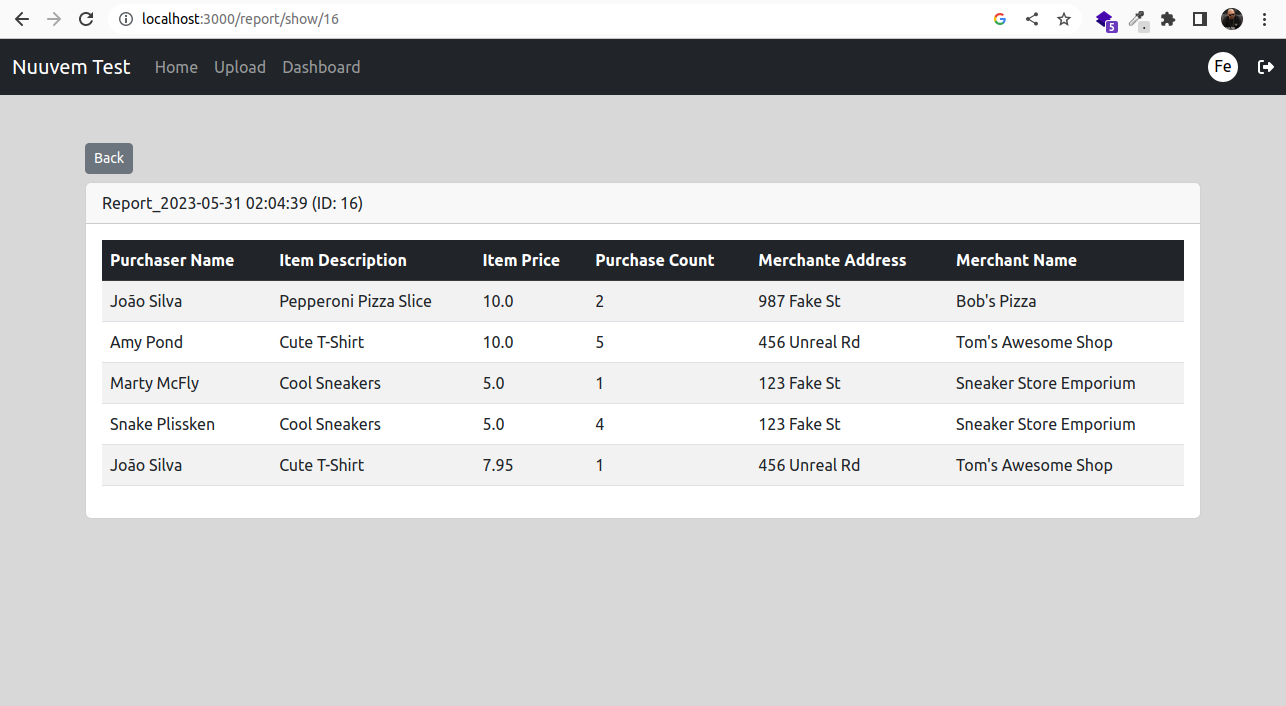 localhost:3000/report/show/16
5
Nuuvem Test Home Upload Dashboard Fe
Back
Report_2023-05-31 02:04:39 (ID: 16)
Purchaser Name Item Description Item Price Purchase Count Merchante Address Merchant Name
João Silva Pepperoni Pizza Slice 10.0 2 987 Fake St Bob's Pizza
Amy Pond Cute T-Shirt 10.0 5 456 Unreal Rd Tom's Awesome Shop
Marty McFly Cool Sneakers 5.0 1 123 Fake St Sneaker Store Emporium
Snake Plissken Cool Sneakers 5.0 4 123 Fake St Sneaker Store Emporium
João Silva Cute T-Shirt 7.95 1 456 Unreal Rd Tom's Awesome Shop